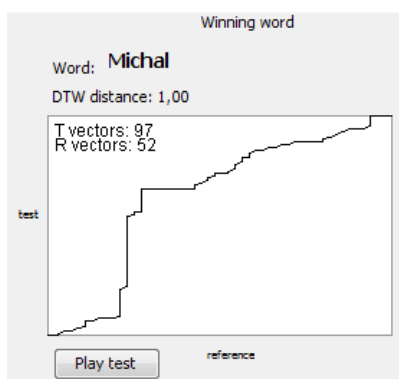 Winning word
Word: Michal
DTW distance: 1,00
T vectors: 97
R vectors: 52
test
reference
Play test